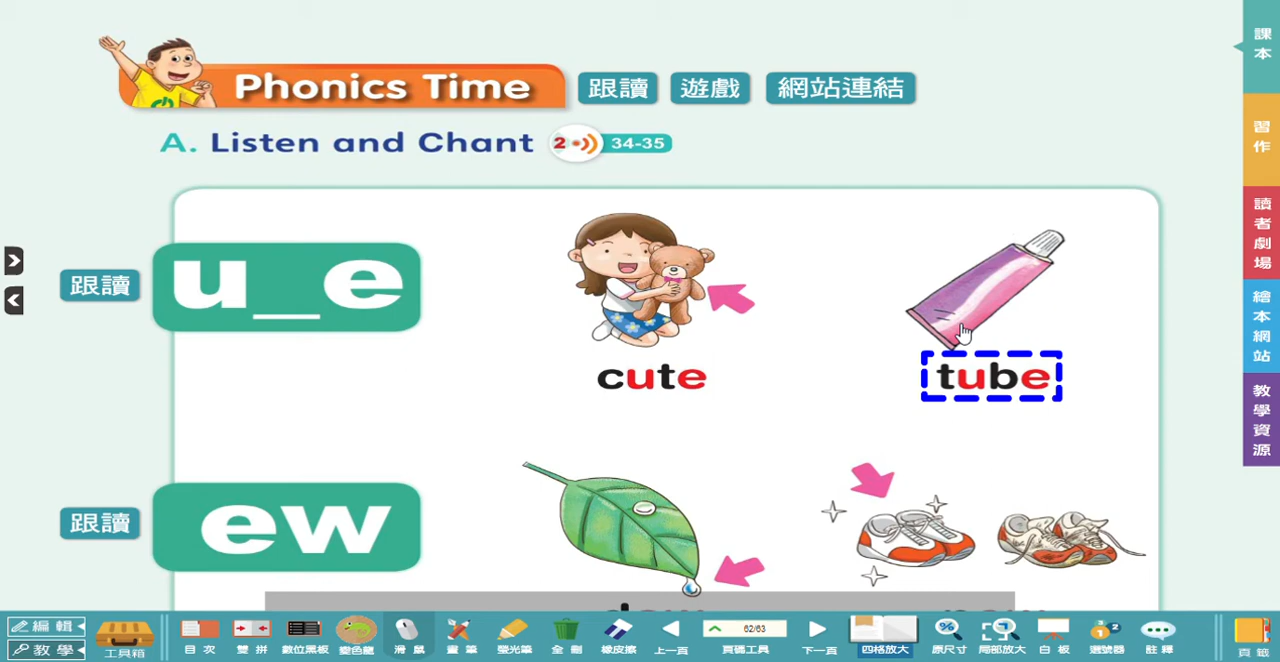 Phonics Time 跟讀 遊戲 網站連結
A. Listen and Chant 2 34-35
跟讀 u_e
cute tube
跟讀 ew
課本
習作
讀者劇場
繪本網站
教學資源
編輯
教學
工具箱 目次 雙拼 數位黑板 變色龍 滑鼠 畫筆 螢光筆 全刪 橡皮擦 上一頁 62/63 頁碼工具 下一頁 四格放大 % 原尺寸 局部放大 白板 1 2 3 選號器 註釋 頁籤